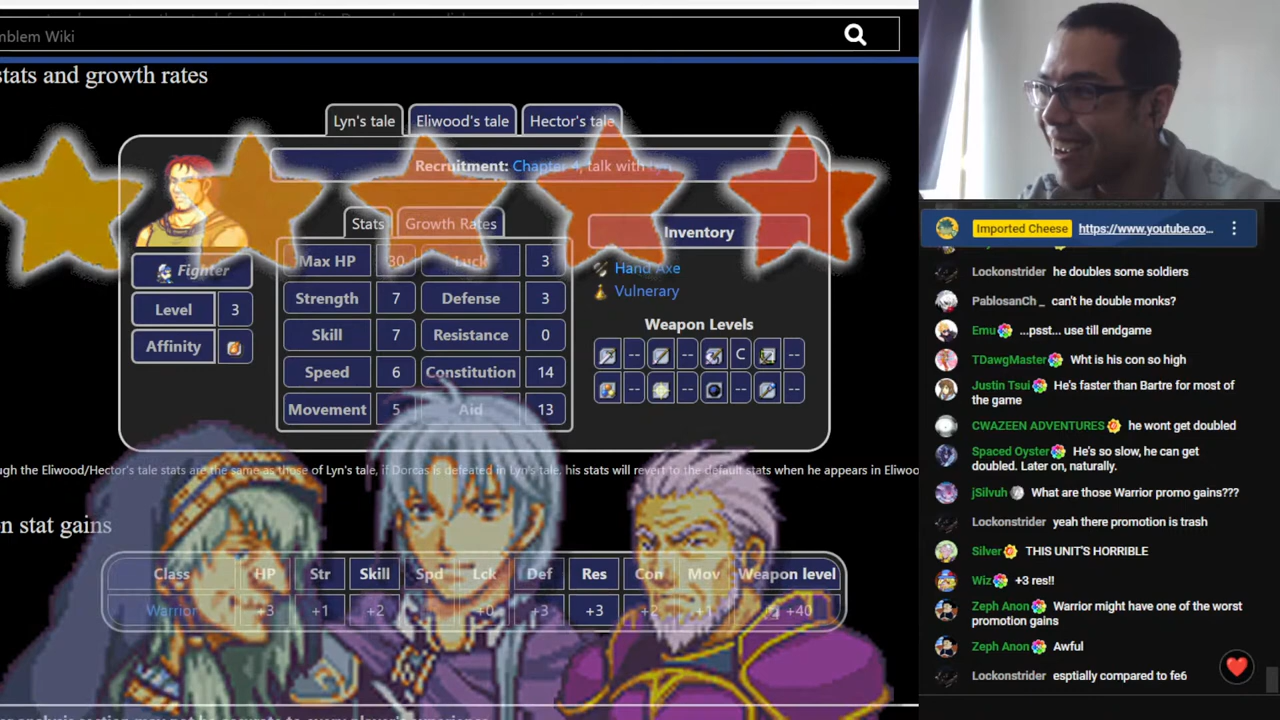 emblem Wiki
stats and growth rates
Lyn's tale Eliwood's tale Hector's tale
Recruitment: Chapter 4, talk with Lyn
Stats Growth Rates
Inventory
Fighter
Level 3
Affinity
Max HP 30 Luck 3
Strength 7 Defense 3
Skill 7 Resistance 0
Speed 6 Constitution 14
Movement 5 Aid 13
Hand Axe
Vulnerary
Weapon Levels
-- -- C --
-- -- -- --
ugh the Eliwood/Hector's tale stats are the same as those of Lyn's tale, if Dorcas is defeated in Lyn's tale, his stats will revert to the default stats when he appears in Eliwoo
n stat gains
Class HP Str Skill Spd Lck Def Res Con Mov Weapon level
Warrior +3 +1 +2 +0 +3 +3 +2 +1 +40
Imported Cheese https://www.youtube.co...
Lockonstrider he doubles some soldiers
PablosanCh_ can't he double monks?
Emu ...psst... use till endgame
TDawgMaster Wht is his con so high
Justin Tsui He's faster than Bartre for most of
the game
CWAZEEN ADVENTURES he wont get doubled
Spaced Oyster He's so slow, he can get
doubled. Later on, naturally.
jSilvuh What are those Warrior promo gains???
Lockonstrider yeah there promotion is trash
Silver THIS UNIT'S HORRIBLE
Wiz +3 res!!
Zeph Anon Warrior might have one of the worst
promotion gains
Zeph Anon Awful
Lockonstrider esptially compared to fe6